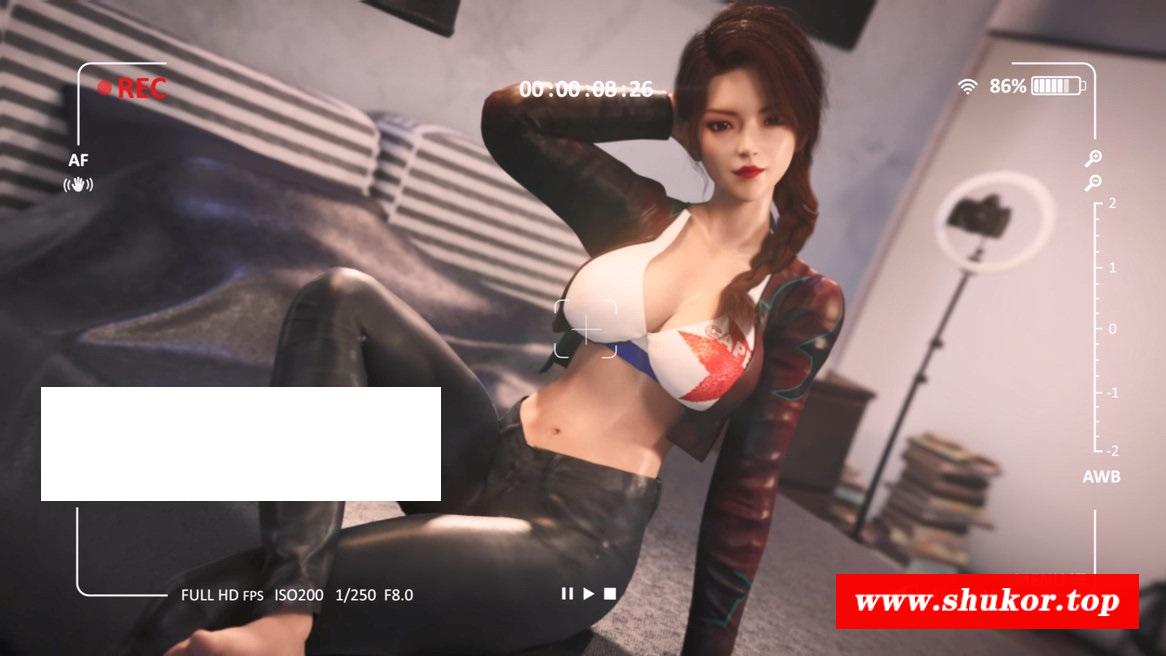 REC
00:00:08:26
86%
AF
2
1
0
-1
-2
AWB
CAP
FULL HD FPS ISO200 1/250 F8.0
www.shukor.top